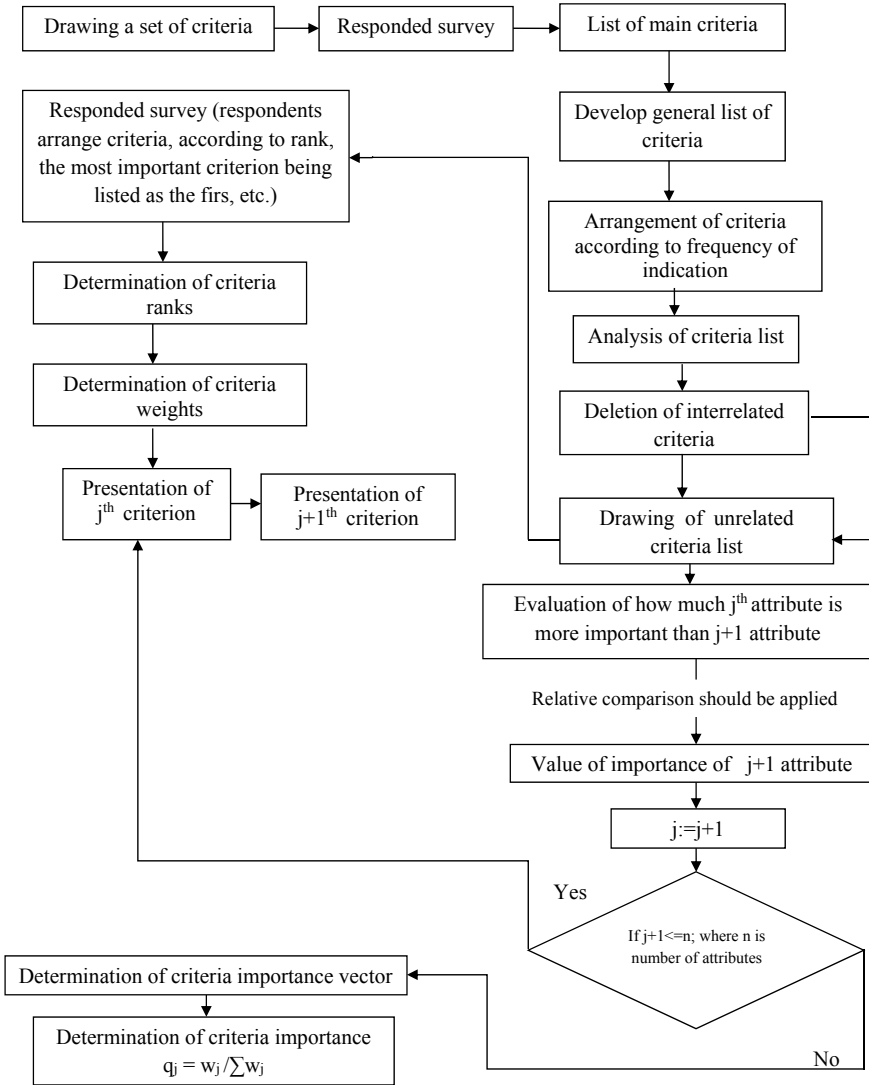 Drawing a set of criteria
Responded survey
List of main criteria
Develop general list of
criteria
Arrangement of criteria
according to frequency of
indication
Analysis of criteria list
Deletion of interrelated
criteria
Drawing of unrelated
criteria list
Responded survey (respondents
arrange criteria, according to rank,
the most important criterion being
listed as the firs, etc.)
Determination of criteria
ranks
Determination of criteria
weights
Presentation of
jth criterion
Presentation of
j+1th criterion
Evaluation of how much jth attribute is
more important than j+1 attribute
Relative comparison should be applied
Value of importance of j+1 attribute
j:=j+1
Yes
If j+1<=n; where n is
number of attributes
No
Determination of criteria importance vector
Determination of criteria importance
qj = wj /∑wj